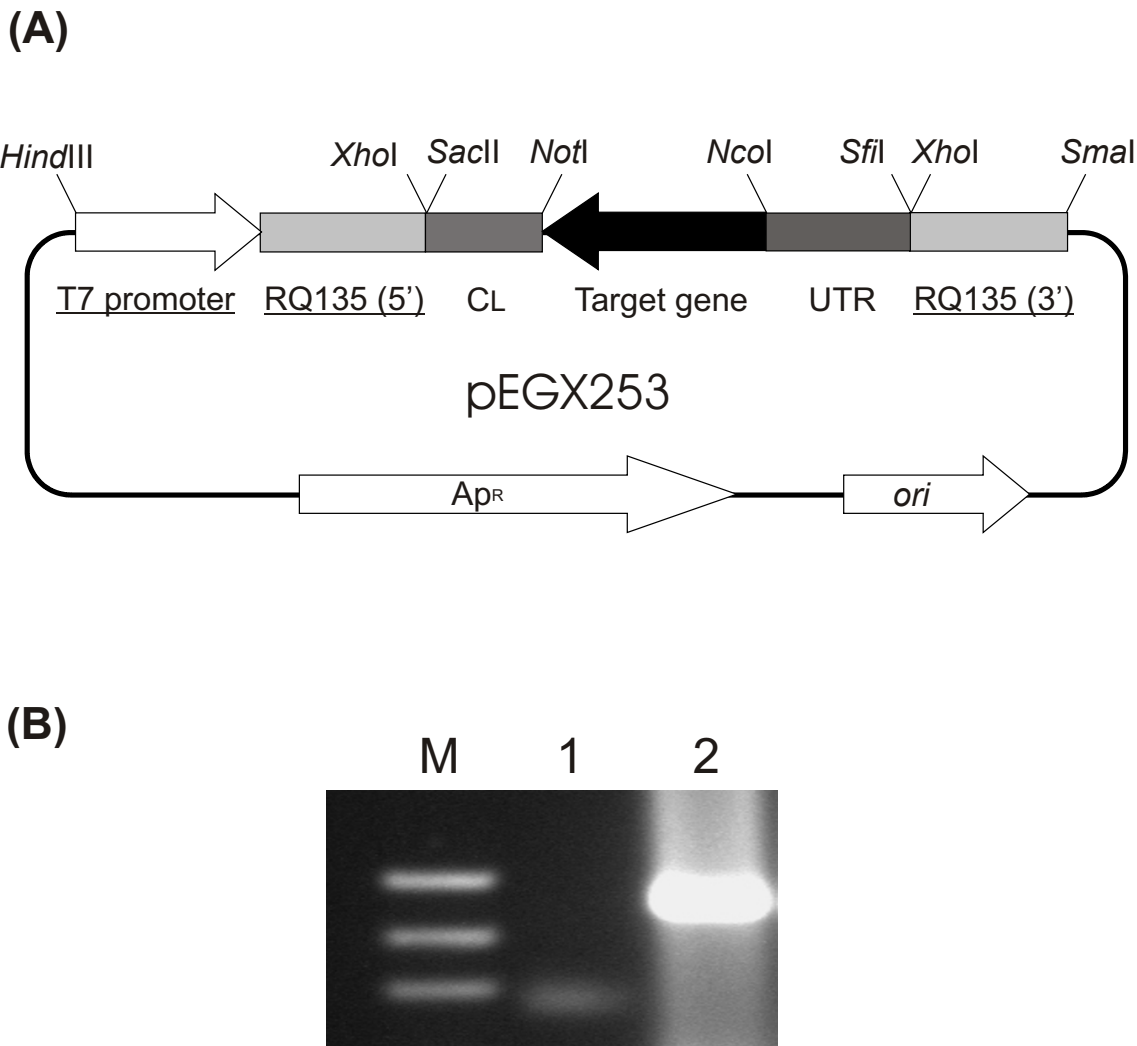 (A)
HindIII XhoI SacII NotI NcoI SfiI XhoI SmaI
T7 promoter RQ135 (5’) CL Target gene UTR RQ135 (3’)
pEGX253
ApR ori
(B)
M 1 2